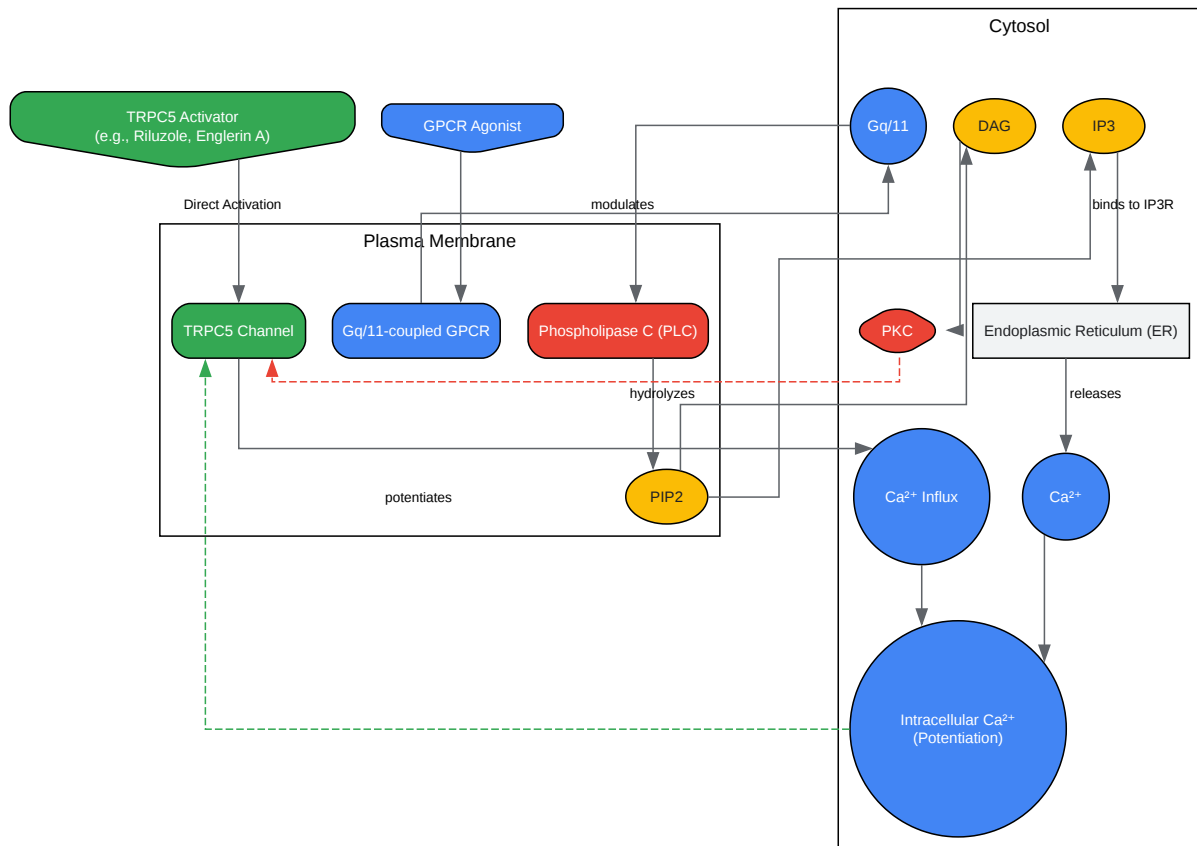 Cytosol
TRPC5 Activator
(e.g., Riluzole, Englerin A)
GPCR Agonist
Gq/11
DAG
IP3
Direct Activation
modulates
binds to IP3R
Plasma Membrane
TRPC5 Channel
Gq/11-coupled GPCR
Phospholipase C (PLC)
PKC
Endoplasmic Reticulum (ER)
hydrolyzes
releases
potentiates
PIP2
Ca²⁺ Influx
Ca²⁺
Intracellular Ca²⁺
(Potentiation)